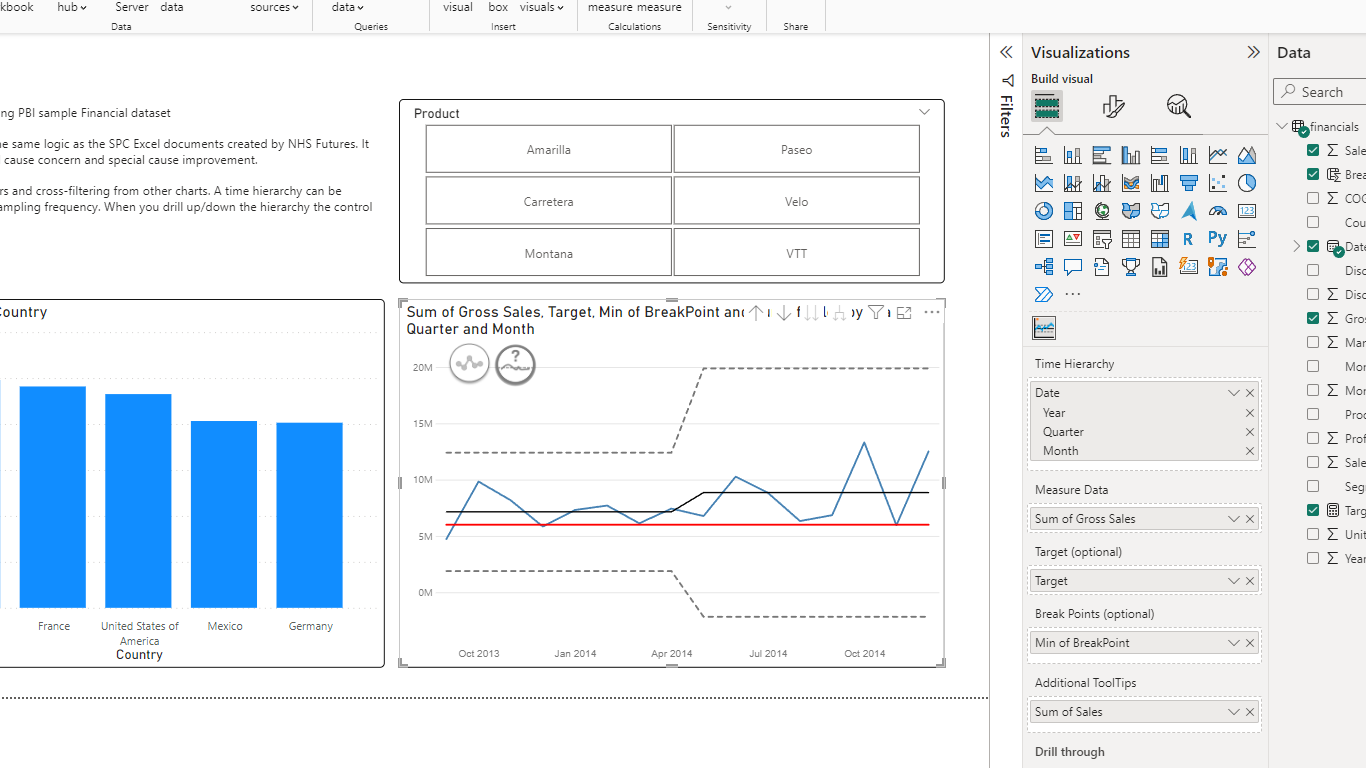 kbook hub Server data sources data visual box visuals measure measure
Data Queries Insert Calculations Sensitivity Share
ng PBI sample Financial dataset
ne same logic as the SPC Excel documents created by NHS Futures. It
cause concern and special cause improvement.
rs and cross-filtering from other charts. A time hierarchy can be
ampling frequency. When you drill up/down the hierarchy the control
Product
Amarilla Paseo
Carretera Velo
Montana VTT
Country
France United States of America Mexico Germany
Country
Sum of Gross Sales, Target, Min of BreakPoint and
by
Quarter and Month
?
20M
15M
10M
5M
0M
Oct 2013 Jan 2014 Apr 2014 Jul 2014 Oct 2014
Filters
Visualizations
Build visual
123
R Py
123
Time Hierarchy
Date
Year
Quarter
Month
Measure Data
Sum of Gross Sales
Target (optional)
Target
Break Points (optional)
Min of BreakPoint
Additional ToolTips
Sum of Sales
Drill through
Data
Search
financials
Sale
Brea
COG
Cou
Date
Disc
Disc
Gros
Man
Mon
Mon
Proc
Prof
Sale
Segr
Targ
Unit
Year